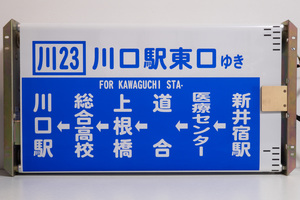 川23 川口駅東口ゆき
FOR KAWAGUCHI STA-
新井宿駅
←
医療センター
←
道合
上根橋
←
総合高校
←
川口駅